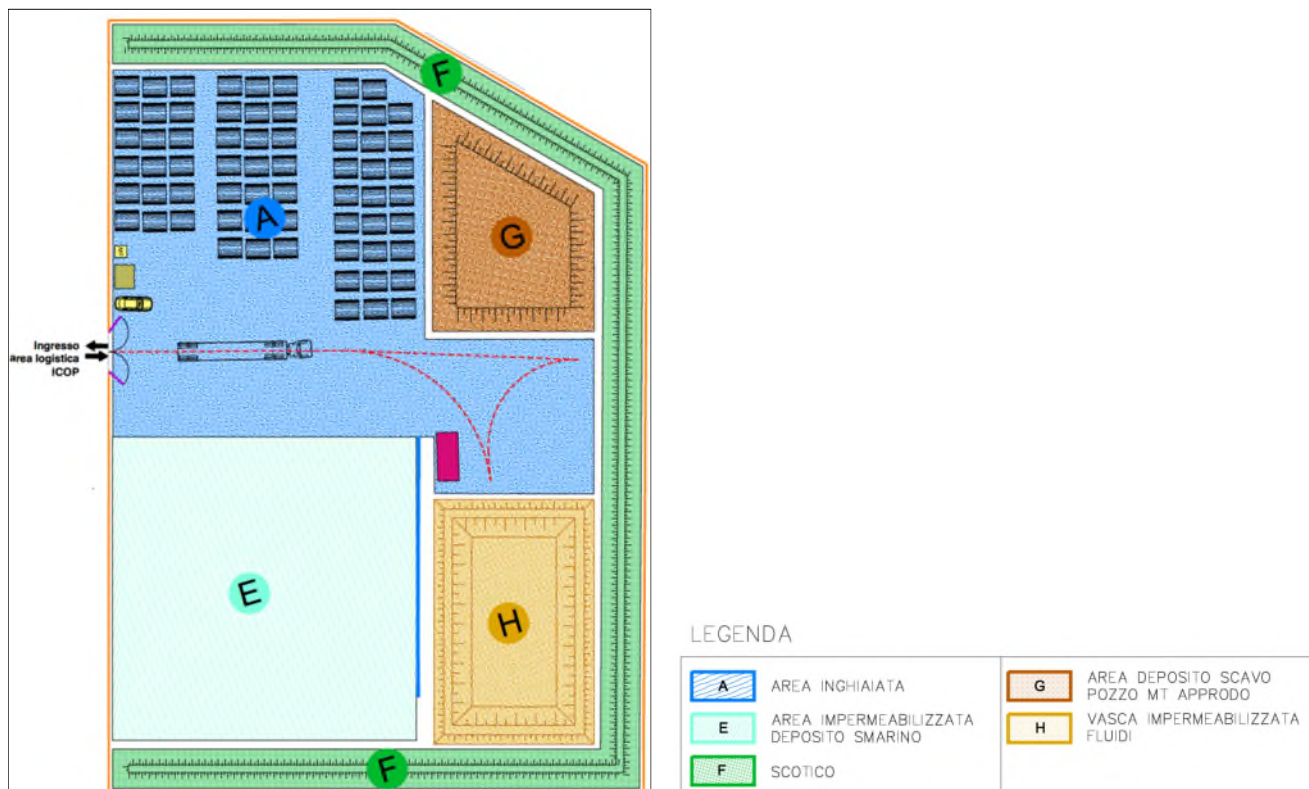 F
A
G
Ingresso
area logistica
ICOP
E
H
F
LEGENDA
A AREA INGHIAIATA
E AREA IMPERMEABILIZZATA
DEPOSITO SMARINO
F SCOTICO
G AREA DEPOSITO SCAVO
POZZO MT APPRODO
H VASCA IMPERMEABILIZZATA
FLUIDI